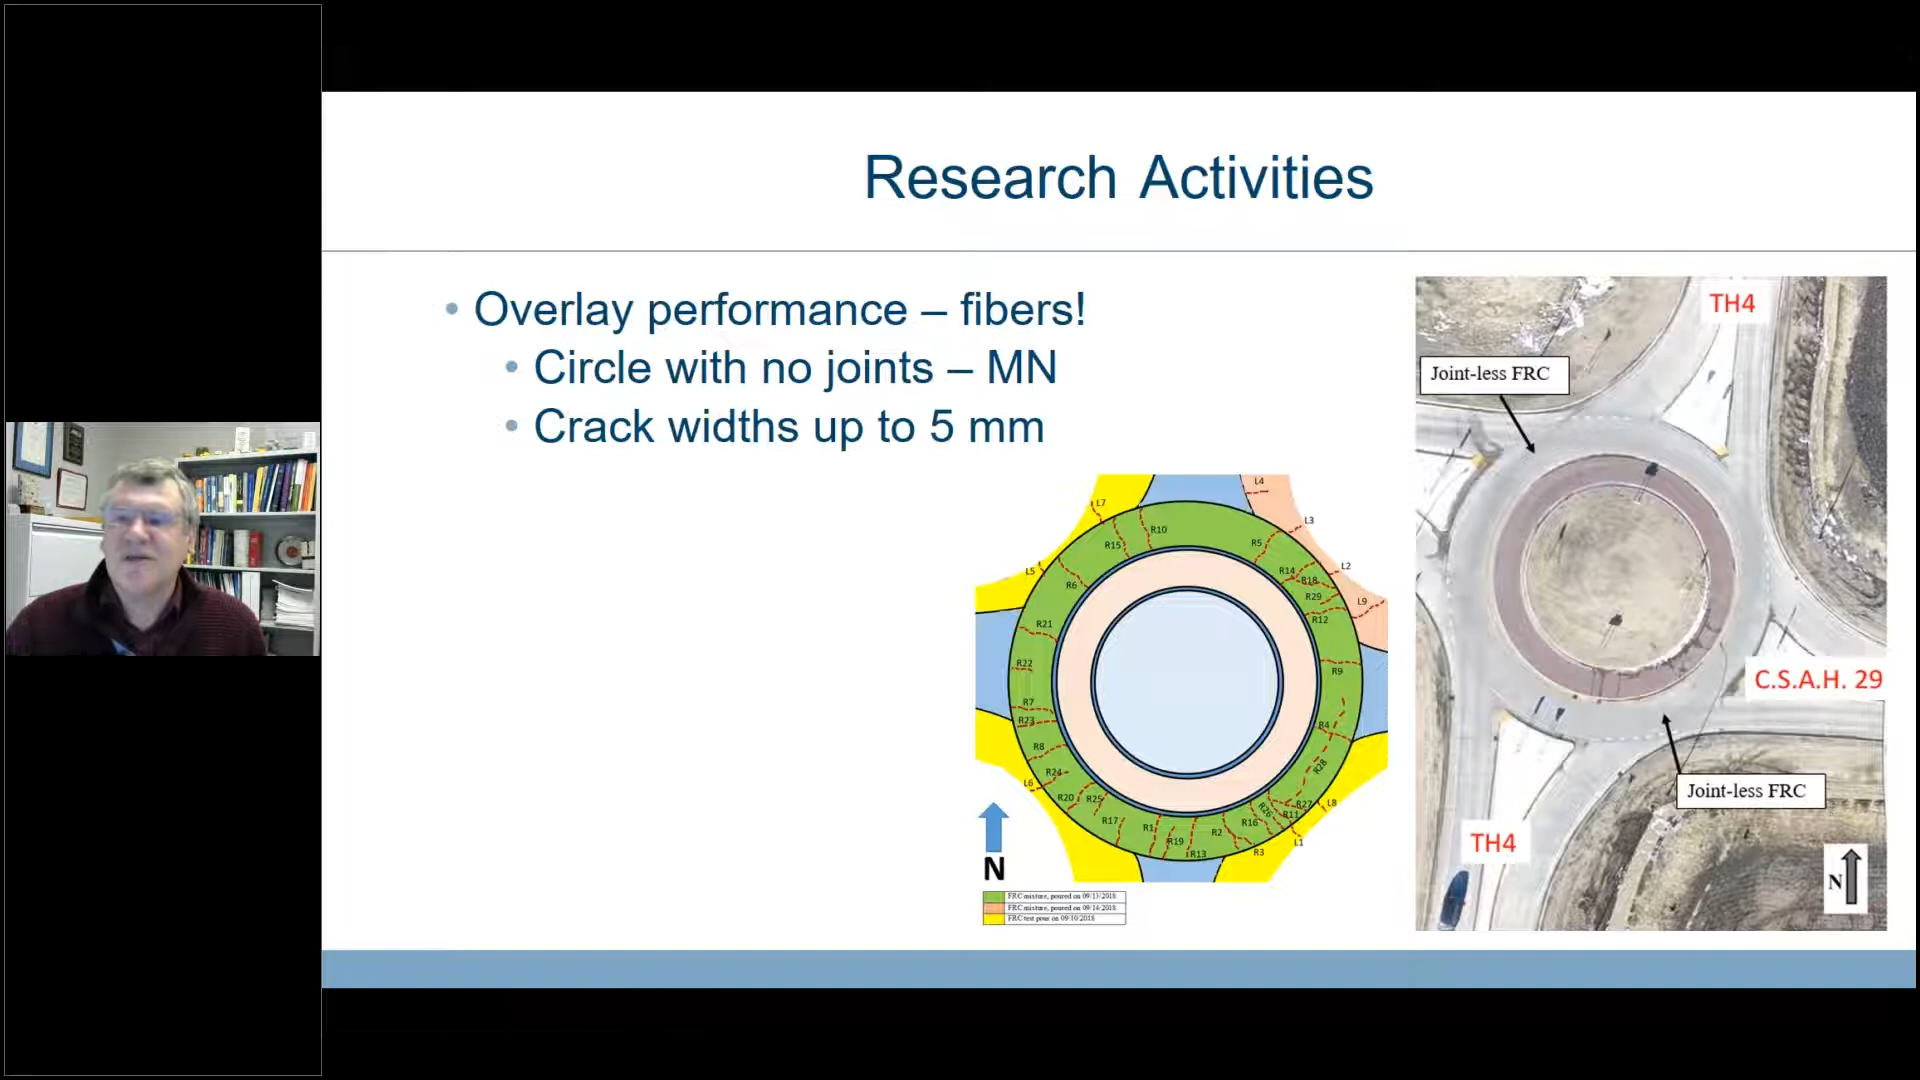 Research Activities
• Overlay performance – fibers!
• Circle with no joints – MN
• Crack widths up to 5 mm
L4
L7
L3
R10
R5
R15
L2
L5
R14
R18
R6
R29
L9
R12
R21
R22
R9
R7
R23
R4
R8
R28
R24
L6
R20
R25
R27
L8
R26
R11
R17
R16
R1
R2
L1
R19
R3
R13
N
FRC mixture, poured on 09/13/2018
FRC mixture, poured on 09/14/2018
FRC test pour on 09/10/2018
TH4
Joint-less FRC
C.S.A.H. 29
Joint-less FRC
TH4
N